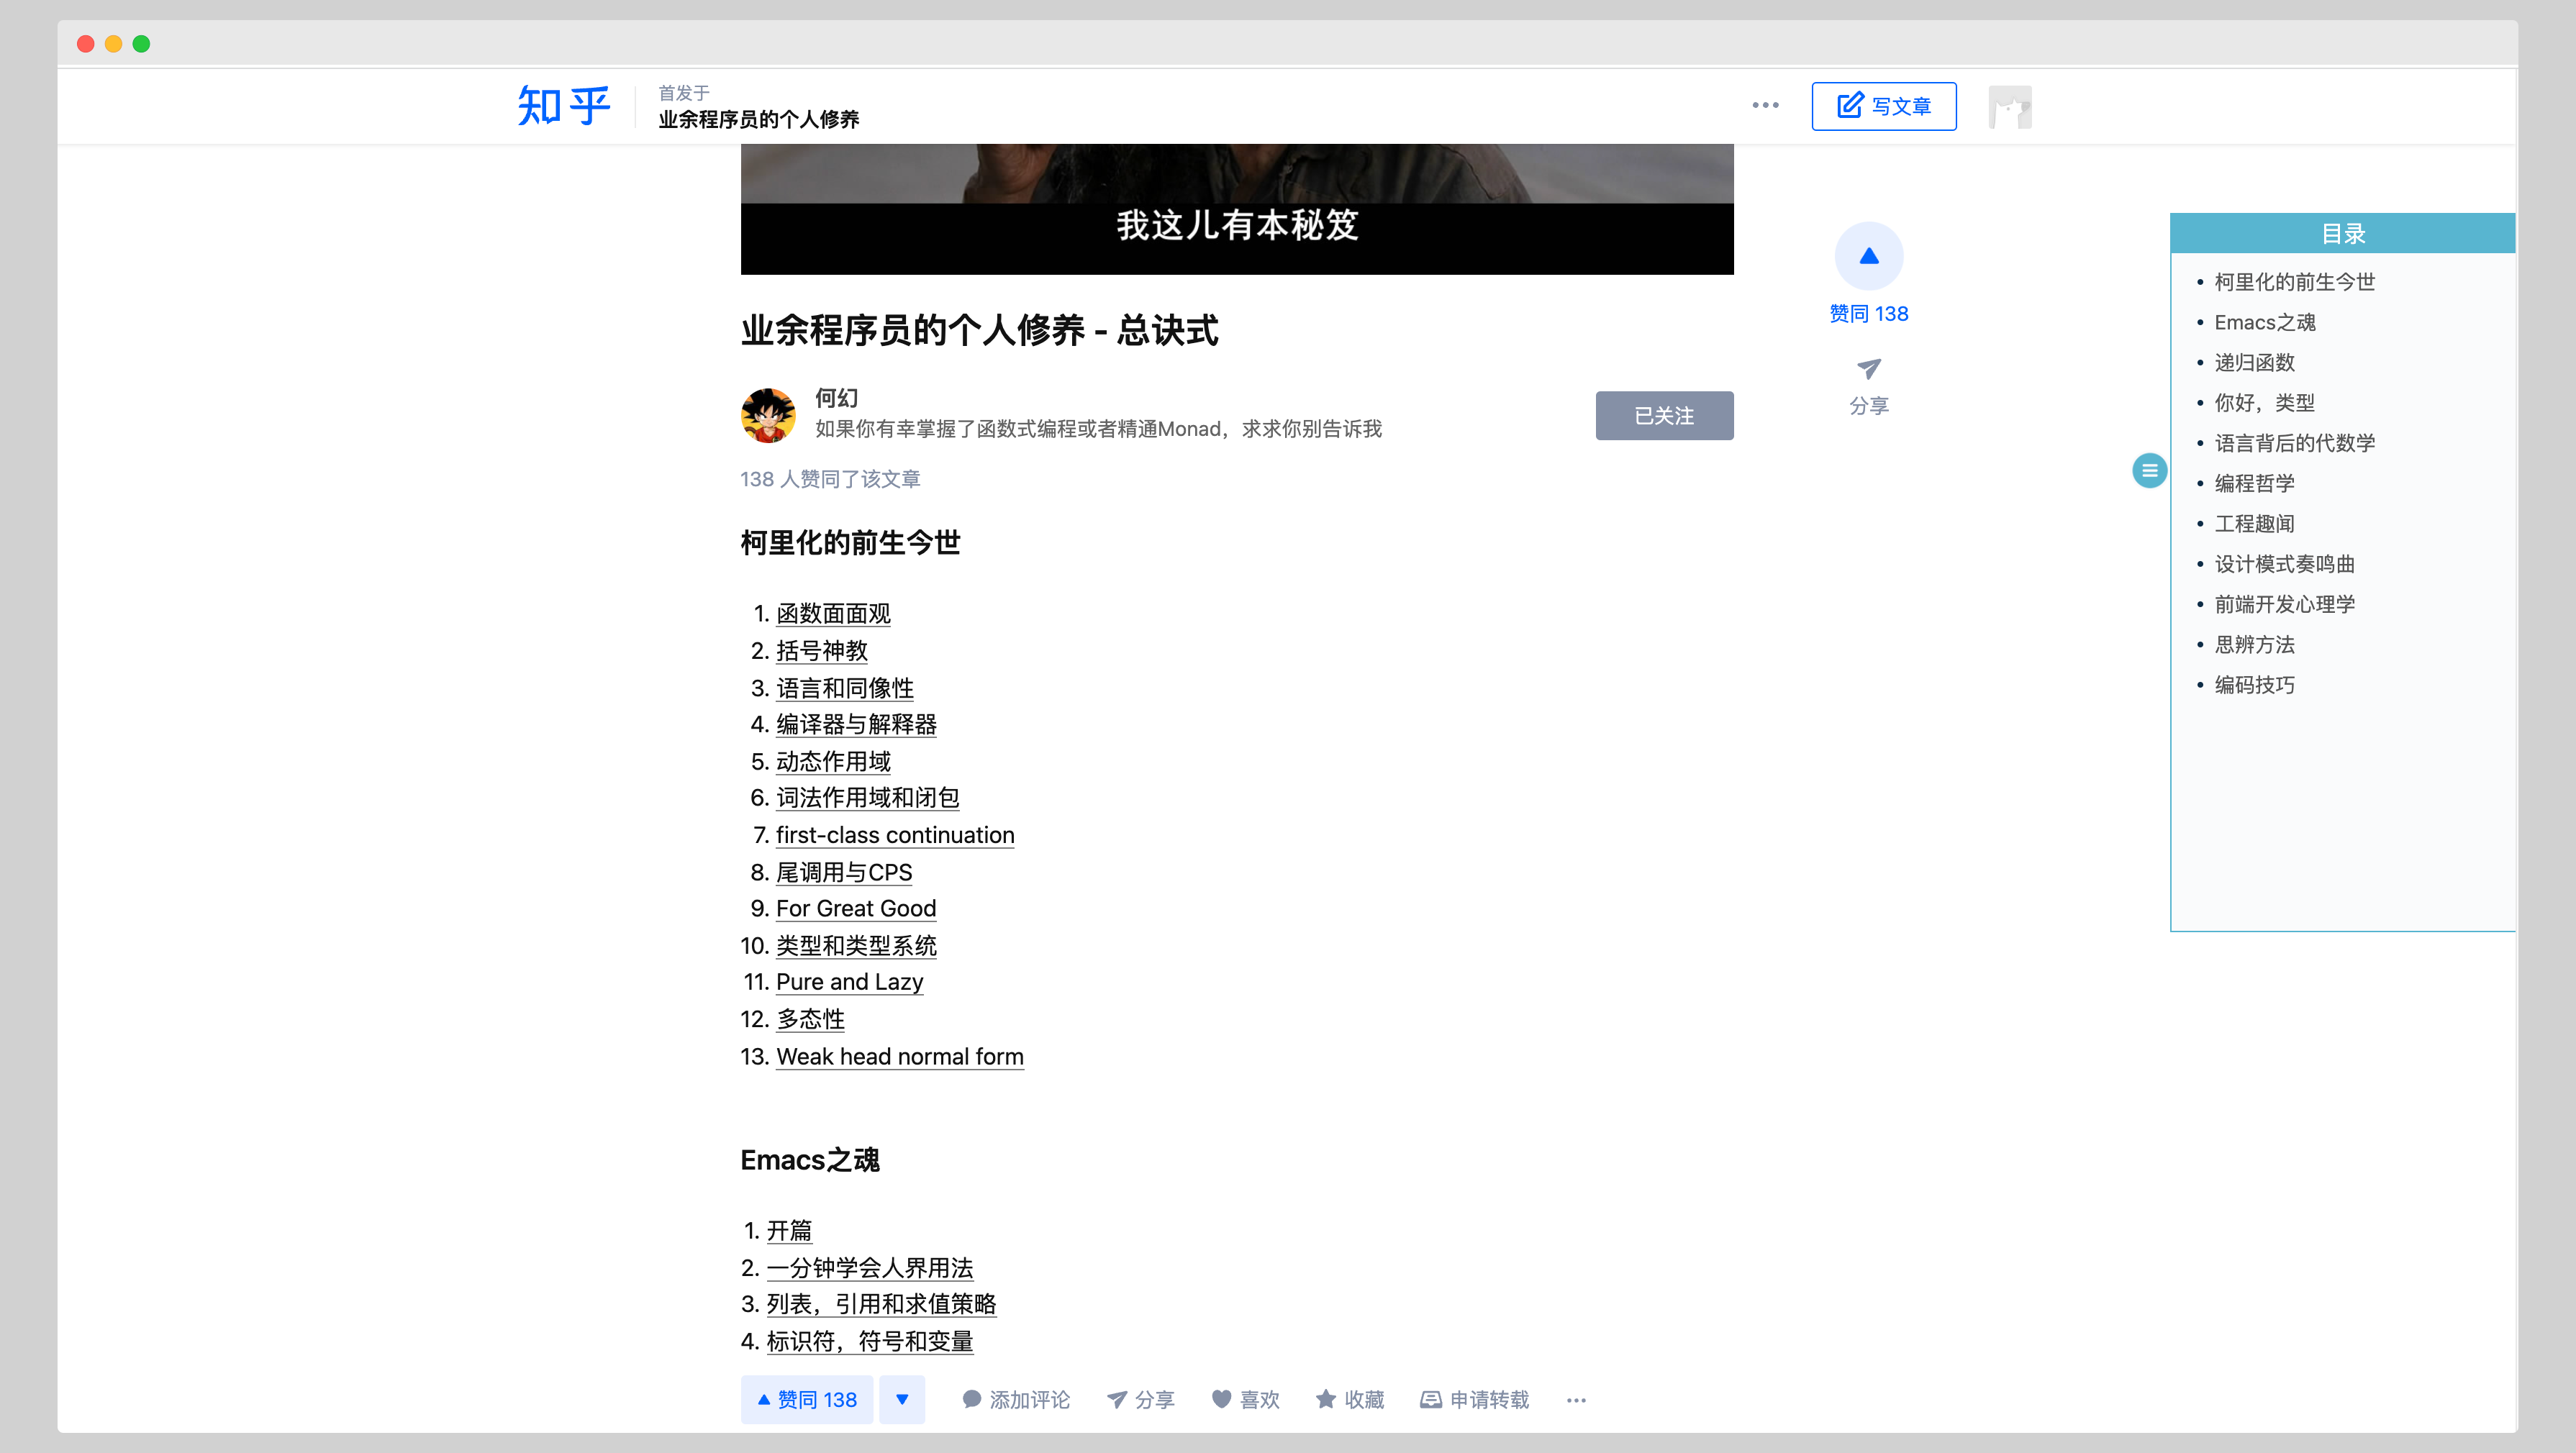 知乎
首发于
业余程序员的个人修养
写文章
我这儿有本秘笈
业余程序员的个人修养 - 总诀式
何幻
如果你有幸掌握了函数式编程或者精通Monad，求求你别告诉我
已关注
138 人赞同了该文章
柯里化的前生今世
1. 函数面面观
2. 括号神教
3. 语言和同像性
4. 编译器与解释器
5. 动态作用域
6. 词法作用域和闭包
7. first-class continuation
8. 尾调用与CPS
9. For Great Good
10. 类型和类型系统
11. Pure and Lazy
12. 多态性
13. Weak head normal form
Emacs之魂
1. 开篇
2. 一分钟学会人界用法
3. 列表，引用和求值策略
4. 标识符，符号和变量
赞同 138
添加评论
分享
喜欢
收藏
申请转载
赞同 138
分享
目录
柯里化的前生今世
Emacs之魂
递归函数
你好，类型
语言背后的代数学
编程哲学
工程趣闻
设计模式奏鸣曲
前端开发心理学
思辨方法
编码技巧